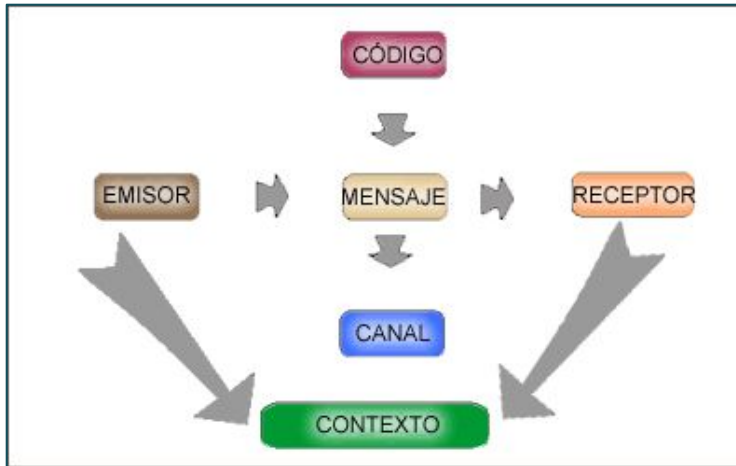 CÓDIGO
EMISOR
MENSAJE
RECEPTOR
CANAL
CONTEXTO